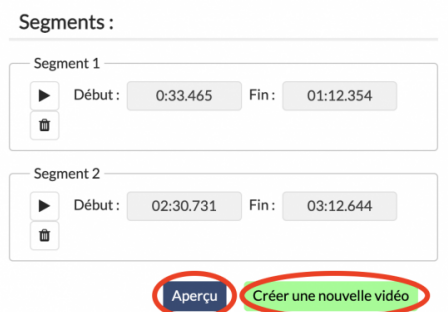 Segments :
Segment 1
Début : 0:33.465 Fin : 01:12.354
Segment 2
Début : 02:30.731 Fin : 03:12.644
Aperçu Créer une nouvelle vidéo